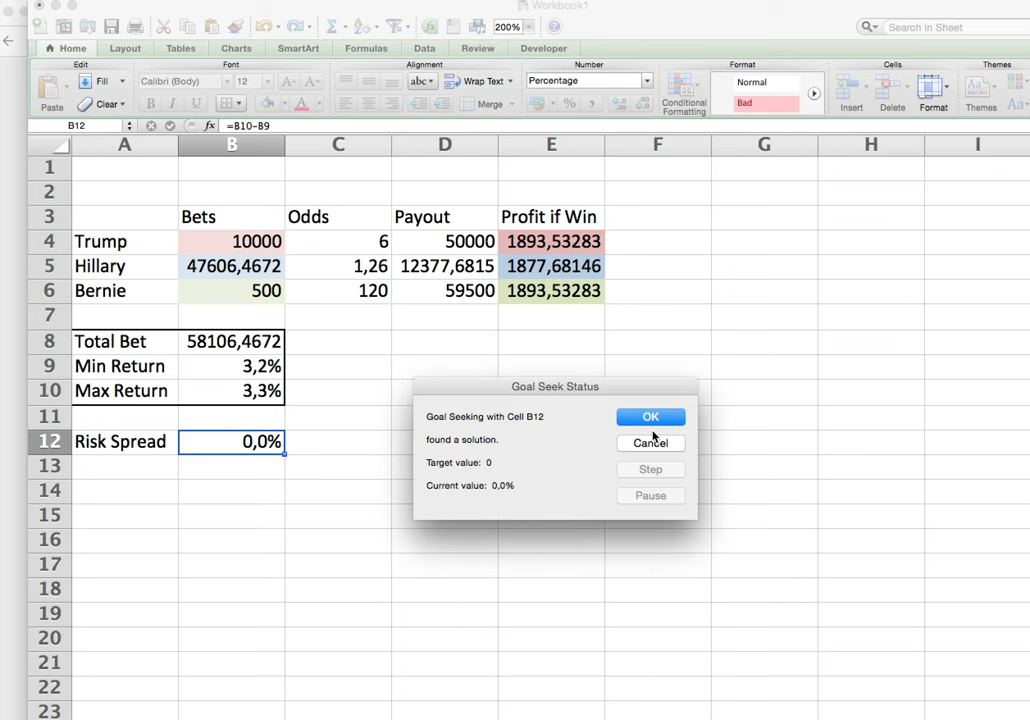 Workbook1
200%
Search in Sheet
Home Layout Tables Charts SmartArt Formulas Data Review Developer
Edit Font Alignment Number Format Cells Themes
Fill Calibri (Body) 12 A A abc Wrap Text Percentage Normal
Paste Clear B I U A Merge % Conditional Formatting Bad Insert Delete Format Themes Aa
B12 fx =B10-B9
A B C D E F G H I
1
2
3 Bets Odds Payout Profit if Win
4 Trump 10000 6 50000 1893,53283
5 Hillary 47606,4672 1,26 12377,6815 1877,68146
6 Bernie 500 120 59500 1893,53283
7
8 Total Bet 58106,4672
9 Min Return 3,2%
10 Max Return 3,3%
11
12 Risk Spread 0,0%
13
14
15
16
17
18
19
20
21
22
23
Goal Seek Status
Goal Seeking with Cell B12
found a solution.
Target value: 0
Current value: 0,0%
OK
Cancel
Step
Pause